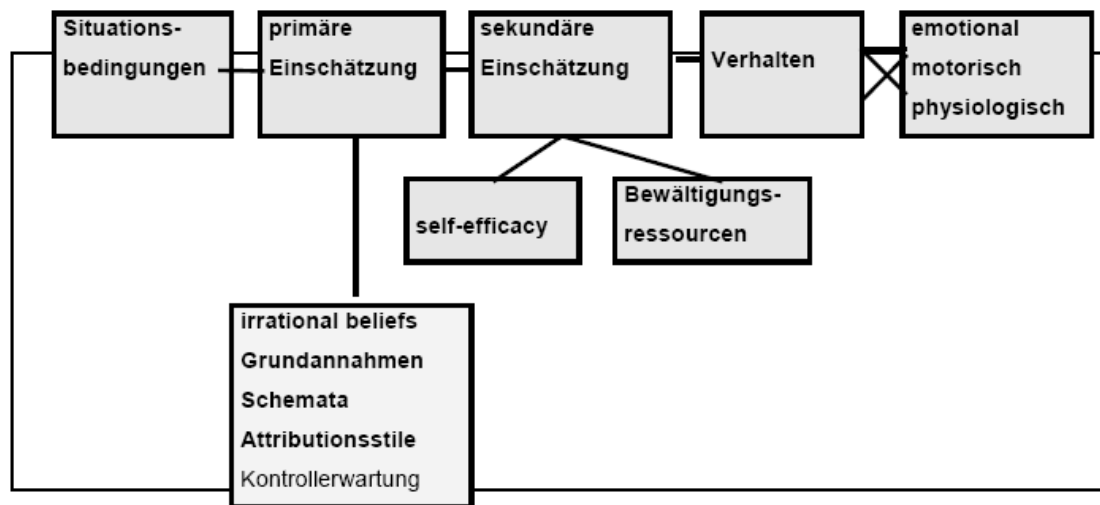 Situations-
bedingungen
primäre
Einschätzung
sekundäre
Einschätzung
Verhalten
emotional
motorisch
physiologisch
self-efficacy
Bewältigungs-
ressourcen
irrational beliefs
Grundannahmen
Schemata
Attributionsstile
Kontrollerwartung